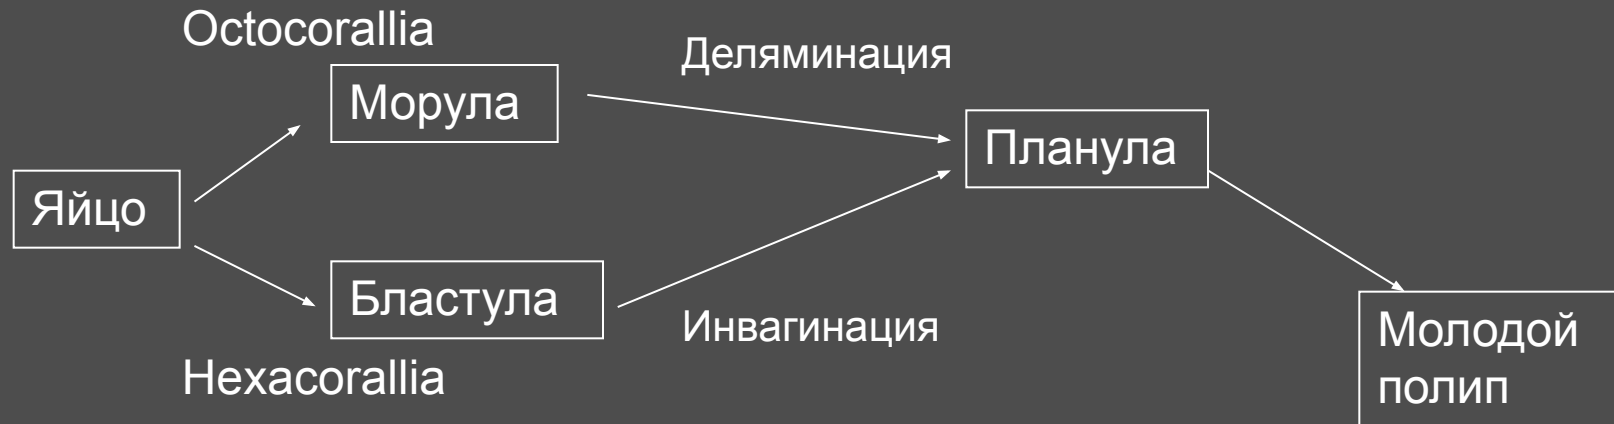 Octocorallia
Деляминация
Морула
Планула
Яйцо
Бластула
Инвагинация
Молодой
полип
Hexacorallia